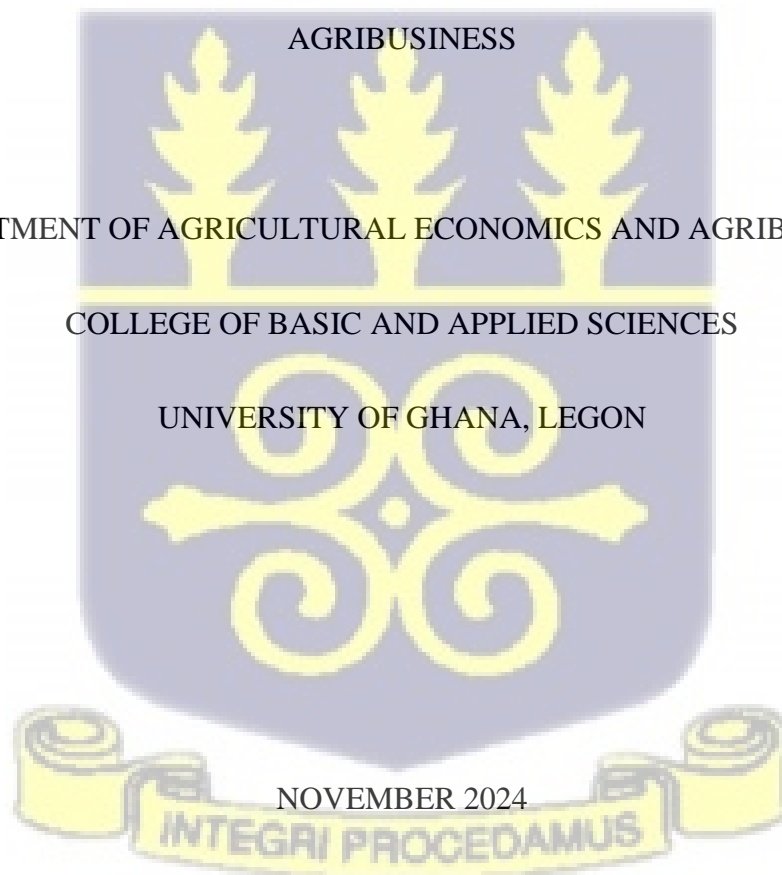 AGRIBUSINESS
TMENT OF AGRICULTURAL ECONOMICS AND AGRIB
COLLEGE OF BASIC AND APPLIED SCIENCES
UNIVERSITY OF GHANA, LEGON
NOVEMBER 2024
INTEGRI PROCEDAMUS